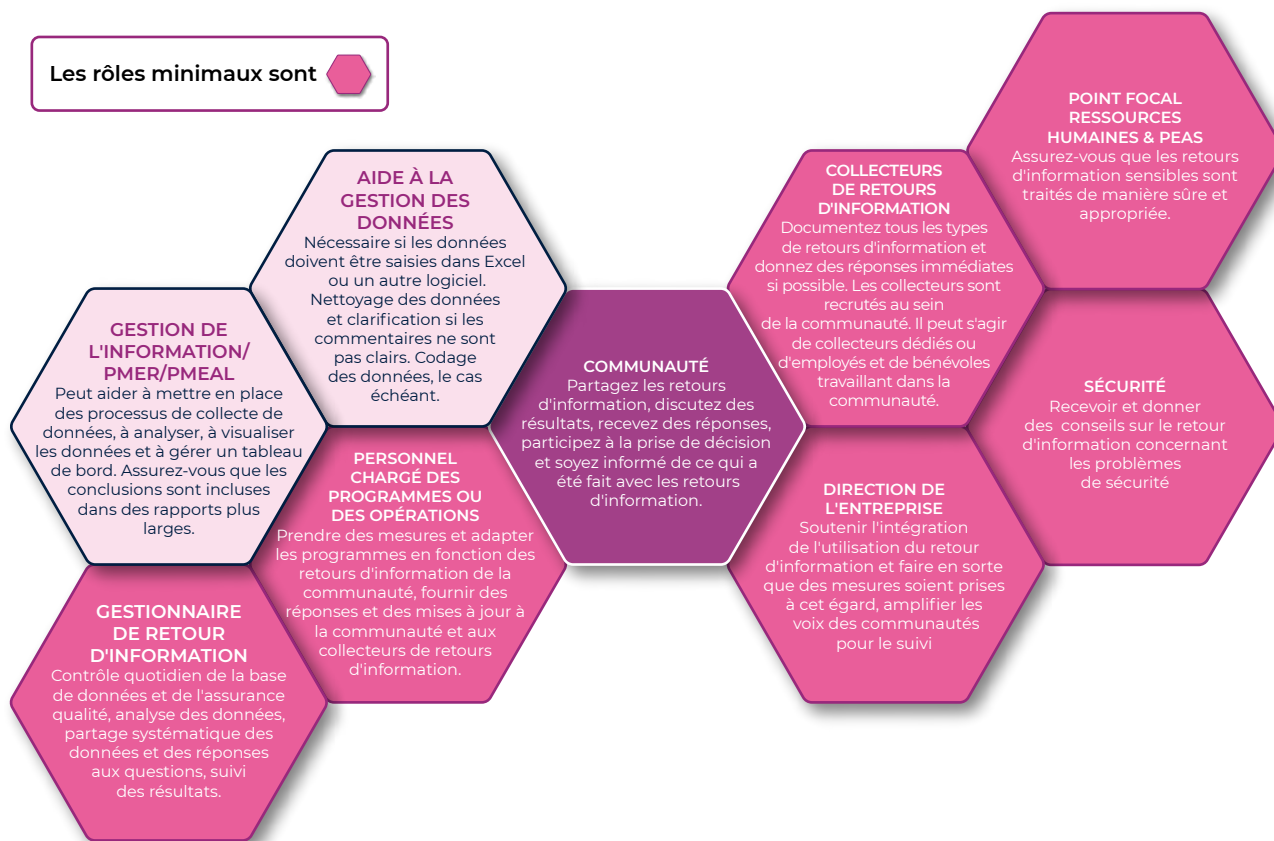 Les rôles minimaux sont
POINT FOCAL
RESSOURCES
HUMAINES & PEAS
Assurez-vous que les retours
d'information sensibles sont
traités de manière sûre et
appropriée.
AIDE À LA
GESTION DES
DONNÉES
Nécessaire si les données
doivent être saisies dans Excel
ou un autre logiciel.
Nettoyage des données
et clarification si les
commentaires ne sont
pas clairs. Codage
des données, le cas
échéant.
COLLECTEURS
DE RETOURS
D'INFORMATION
Documentez tous les types
de retours d'information et
donnez des réponses immédiates
si possible. Les collecteurs sont
recrutés au sein
de la communauté. Il peut s'agir
de collecteurs dédiés ou
d'employés et de bénévoles
travaillant dans la
communauté.
GESTION DE
L'INFORMATION/
PMER/PMEAL
Peut aider à mettre en place
des processus de collecte de
données, à analyser, à visualiser
les données et à gérer un tableau
de bord. Assurez-vous que les
conclusions sont incluses
dans des rapports plus
larges.
COMMUNAUTÉ
Partagez les retours
d'information, discutez des
résultats, recevez des réponses,
participez à la prise de décision
et soyez informé de ce qui a
été fait avec les retours
d'information.
SÉCURITÉ
Recevoir et donner
des conseils sur le retour
d'information concernant
les problèmes
de sécurité
PERSONNEL
CHARGÉ DES
PROGRAMMES OU
DES OPÉRATIONS
Prendre des mesures et adapter
les programmes en fonction des
retours d'information de la
communauté, fournir des
réponses et des mises à jour à
la communauté et aux
collecteurs de retours
d'information.
DIRECTION DE
L'ENTREPRISE
Soutenir l'intégration
de l'utilisation du retour
d'information et faire en sorte
que des mesures soient prises
à cet égard, amplifier les
voix des communautés
pour le suivi
GESTIONNAIRE
DE RETOUR
D'INFORMATION
Contrôle quotidien de la base
de données et de l'assurance
qualité, analyse des données,
partage systématique des
données et des réponses
aux questions, suivi
des résultats.